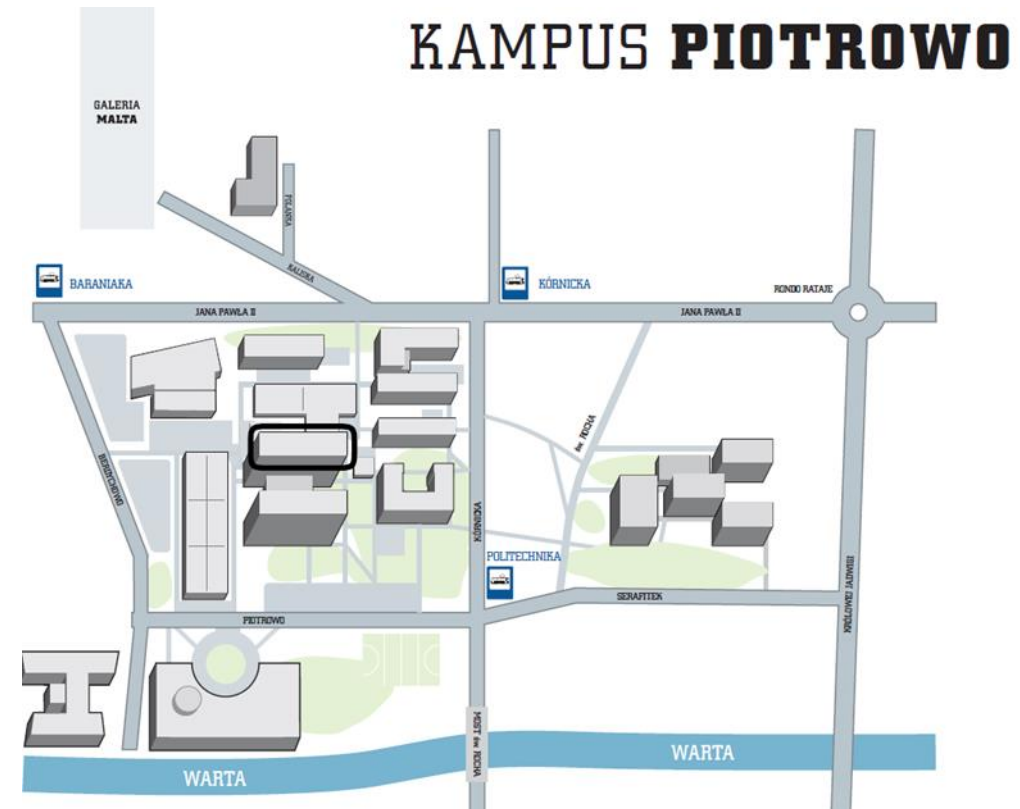 KAMPUS PIOTROWO
GALERIA
MALTA
POLANKA
KALISKA
BARANIAKA
KÓRNICKA
RONDO RATAJE
JANA PAWŁA II
JANA PAWŁA II
św. ROCHA
BERDYCHOWO
KÓRNICKA
POLITECHNIKA
KRÓLOWEJ JADWIGI
SERAFITEK
PIOTROWO
MOST św. ROCHA
WARTA
WARTA